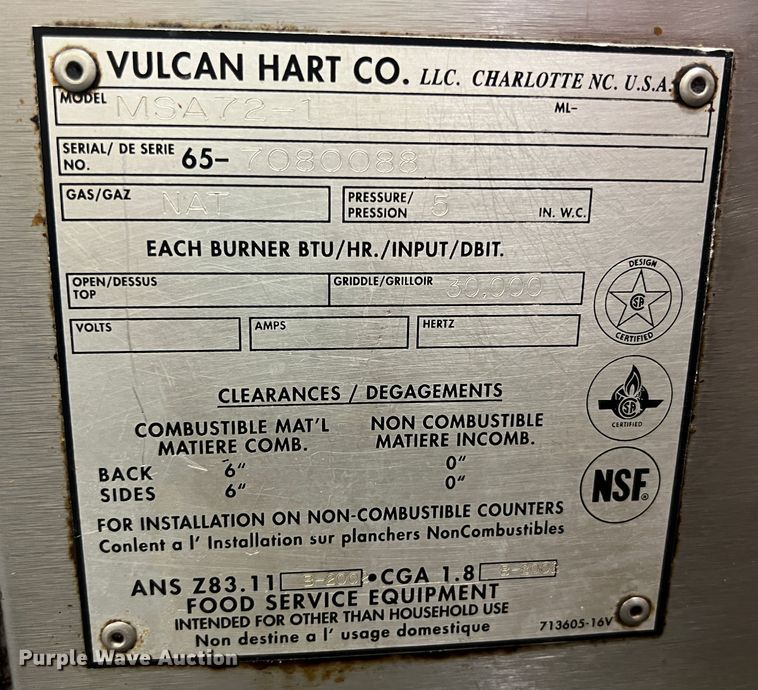 VULCAN HART CO. LLC. CHARLOTTE NC. U.S.A.
MODEL MSA72-1 ML-
SERIAL/ DE SERIE NO. 65-7080088
GAS/GAZ NAT PRESSURE/ PRESSION 5 IN. W.C.
EACH BURNER BTU/HR./INPUT/DBIT.
OPEN/DESSUS TOP GRIDDLE/GRILLOIR 30,000
VOLTS AMPS HERTZ
DESIGN CERTIFIED
CLEARANCES / DEGAGEMENTS
COMBUSTIBLE MAT'L NON COMBUSTIBLE
MATIERE COMB. MATIERE INCOMB.
CERTIFIED
BACK 6" 0"
SIDES 6" 0"
NSF®
FOR INSTALLATION ON NON-COMBUSTIBLE COUNTERS
Conlent a l' Installation sur planchers NonCombustibles
ANS Z83.11 •CGA 1.8
FOOD SERVICE EQUIPMENT
INTENDED FOR OTHER THAN HOUSEHOLD USE
Non destine a l' usage domestique 713605-16V
Purple Wave Auction